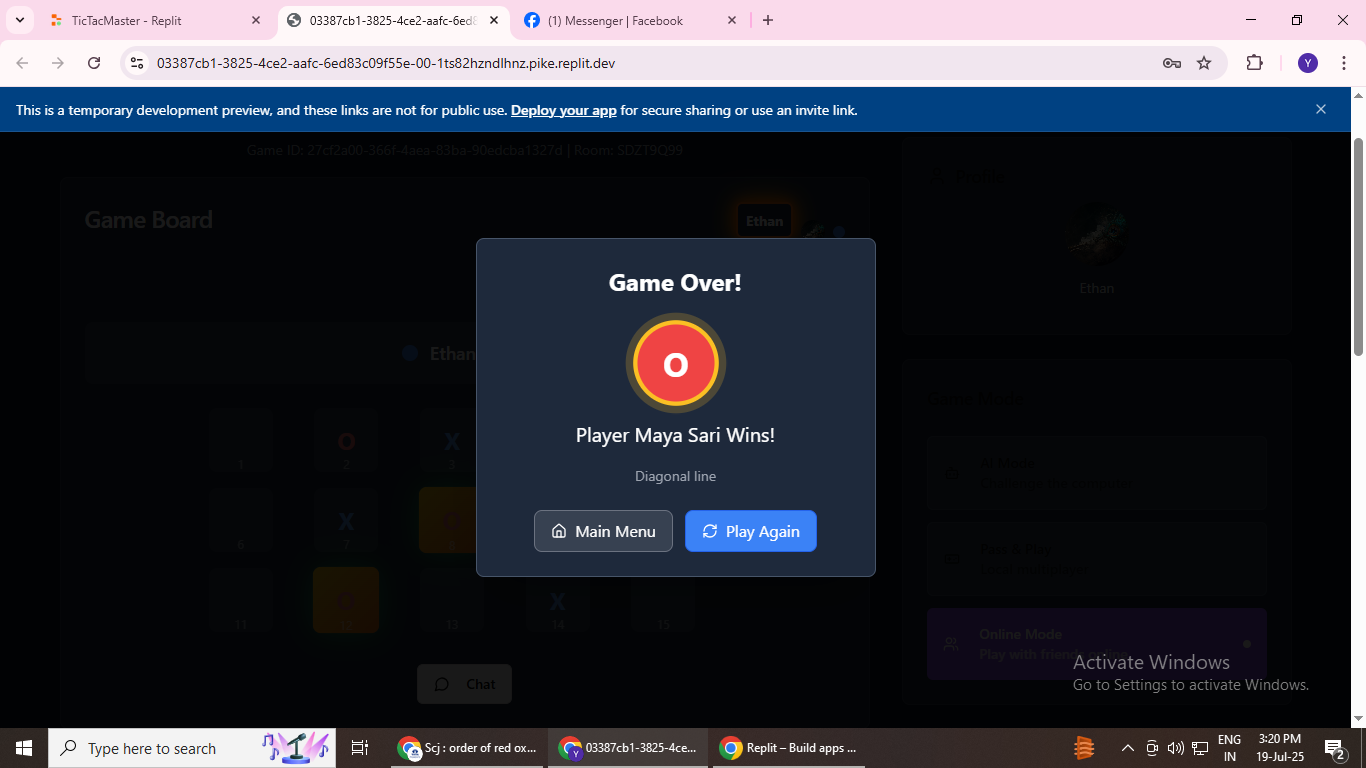 TicTacMaster - Replit
03387cb1-3825-4ce2-aafc-6ed8
(1) Messenger | Facebook
03387cb1-3825-4ce2-aafc-6ed83c09f55e-00-1ts82hzndlhnz.pike.replit.dev
Y
This is a temporary development preview, and these links are not for public use. Deploy your app for secure sharing or use an invite link.
Game ID: 27cf2a00-366f-4aea-83ba-90edcba1327d | Room: SDZT9Q99
Profile
Game Board
Ethan
Ethan
Game Over!
O
Player Maya Sari Wins!
Diagonal line
Main Menu
Play Again
Ethan
Game Mode
1
O
2
X
3
6
X
7
O
11
O
12
13
X
14
15
AI Mode
Challenge the computer
Pass & Play
Local multiplayer
Online Mode
Play with friends online
Chat
Activate Windows
Go to Settings to activate Windows.
Type here to search
Scj : order of red ox...
03387cb1-3825-4ce...
Replit – Build apps ...
ENG
IN
3:20 PM
19-Jul-25
2